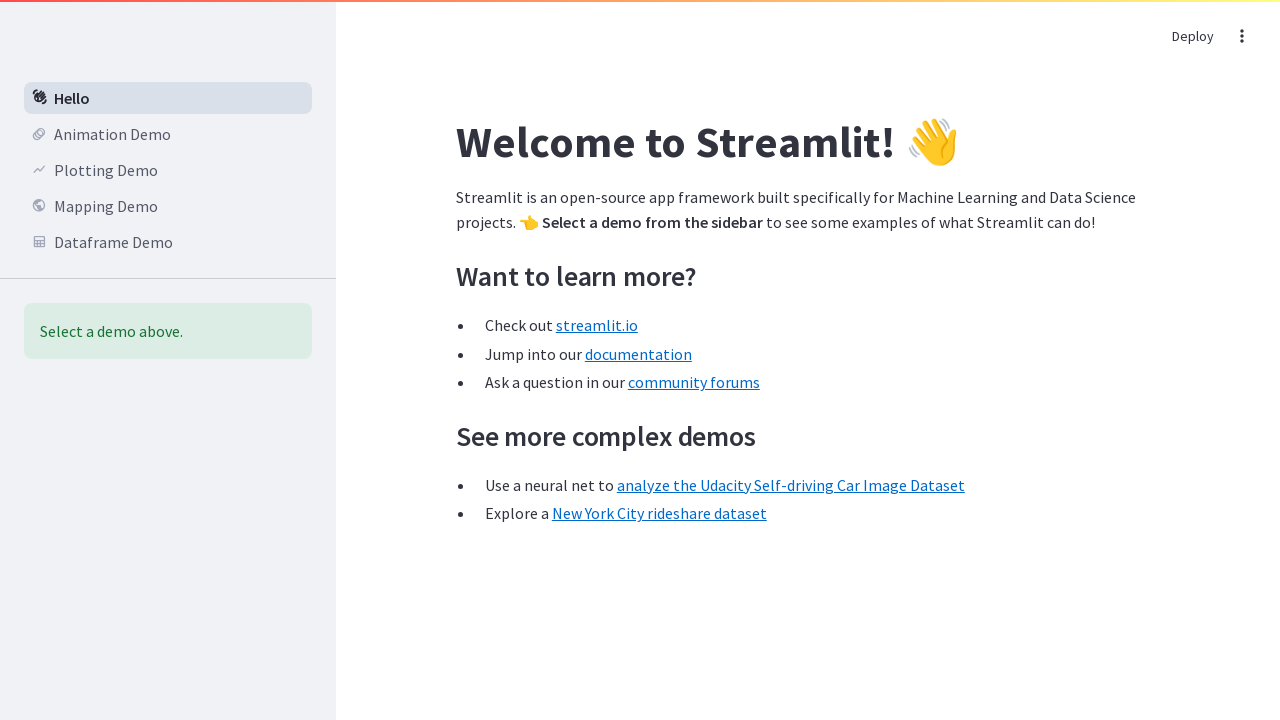 Deploy
Hello
Animation Demo
Plotting Demo
Mapping Demo
Dataframe Demo
Select a demo above.
Welcome to Streamlit! 👋
Streamlit is an open-source app framework built specifically for Machine Learning and Data Science
projects. 👈 Select a demo from the sidebar to see some examples of what Streamlit can do!
Want to learn more?
• Check out streamlit.io
• Jump into our documentation
• Ask a question in our community forums
See more complex demos
• Use a neural net to analyze the Udacity Self-driving Car Image Dataset
• Explore a New York City rideshare dataset